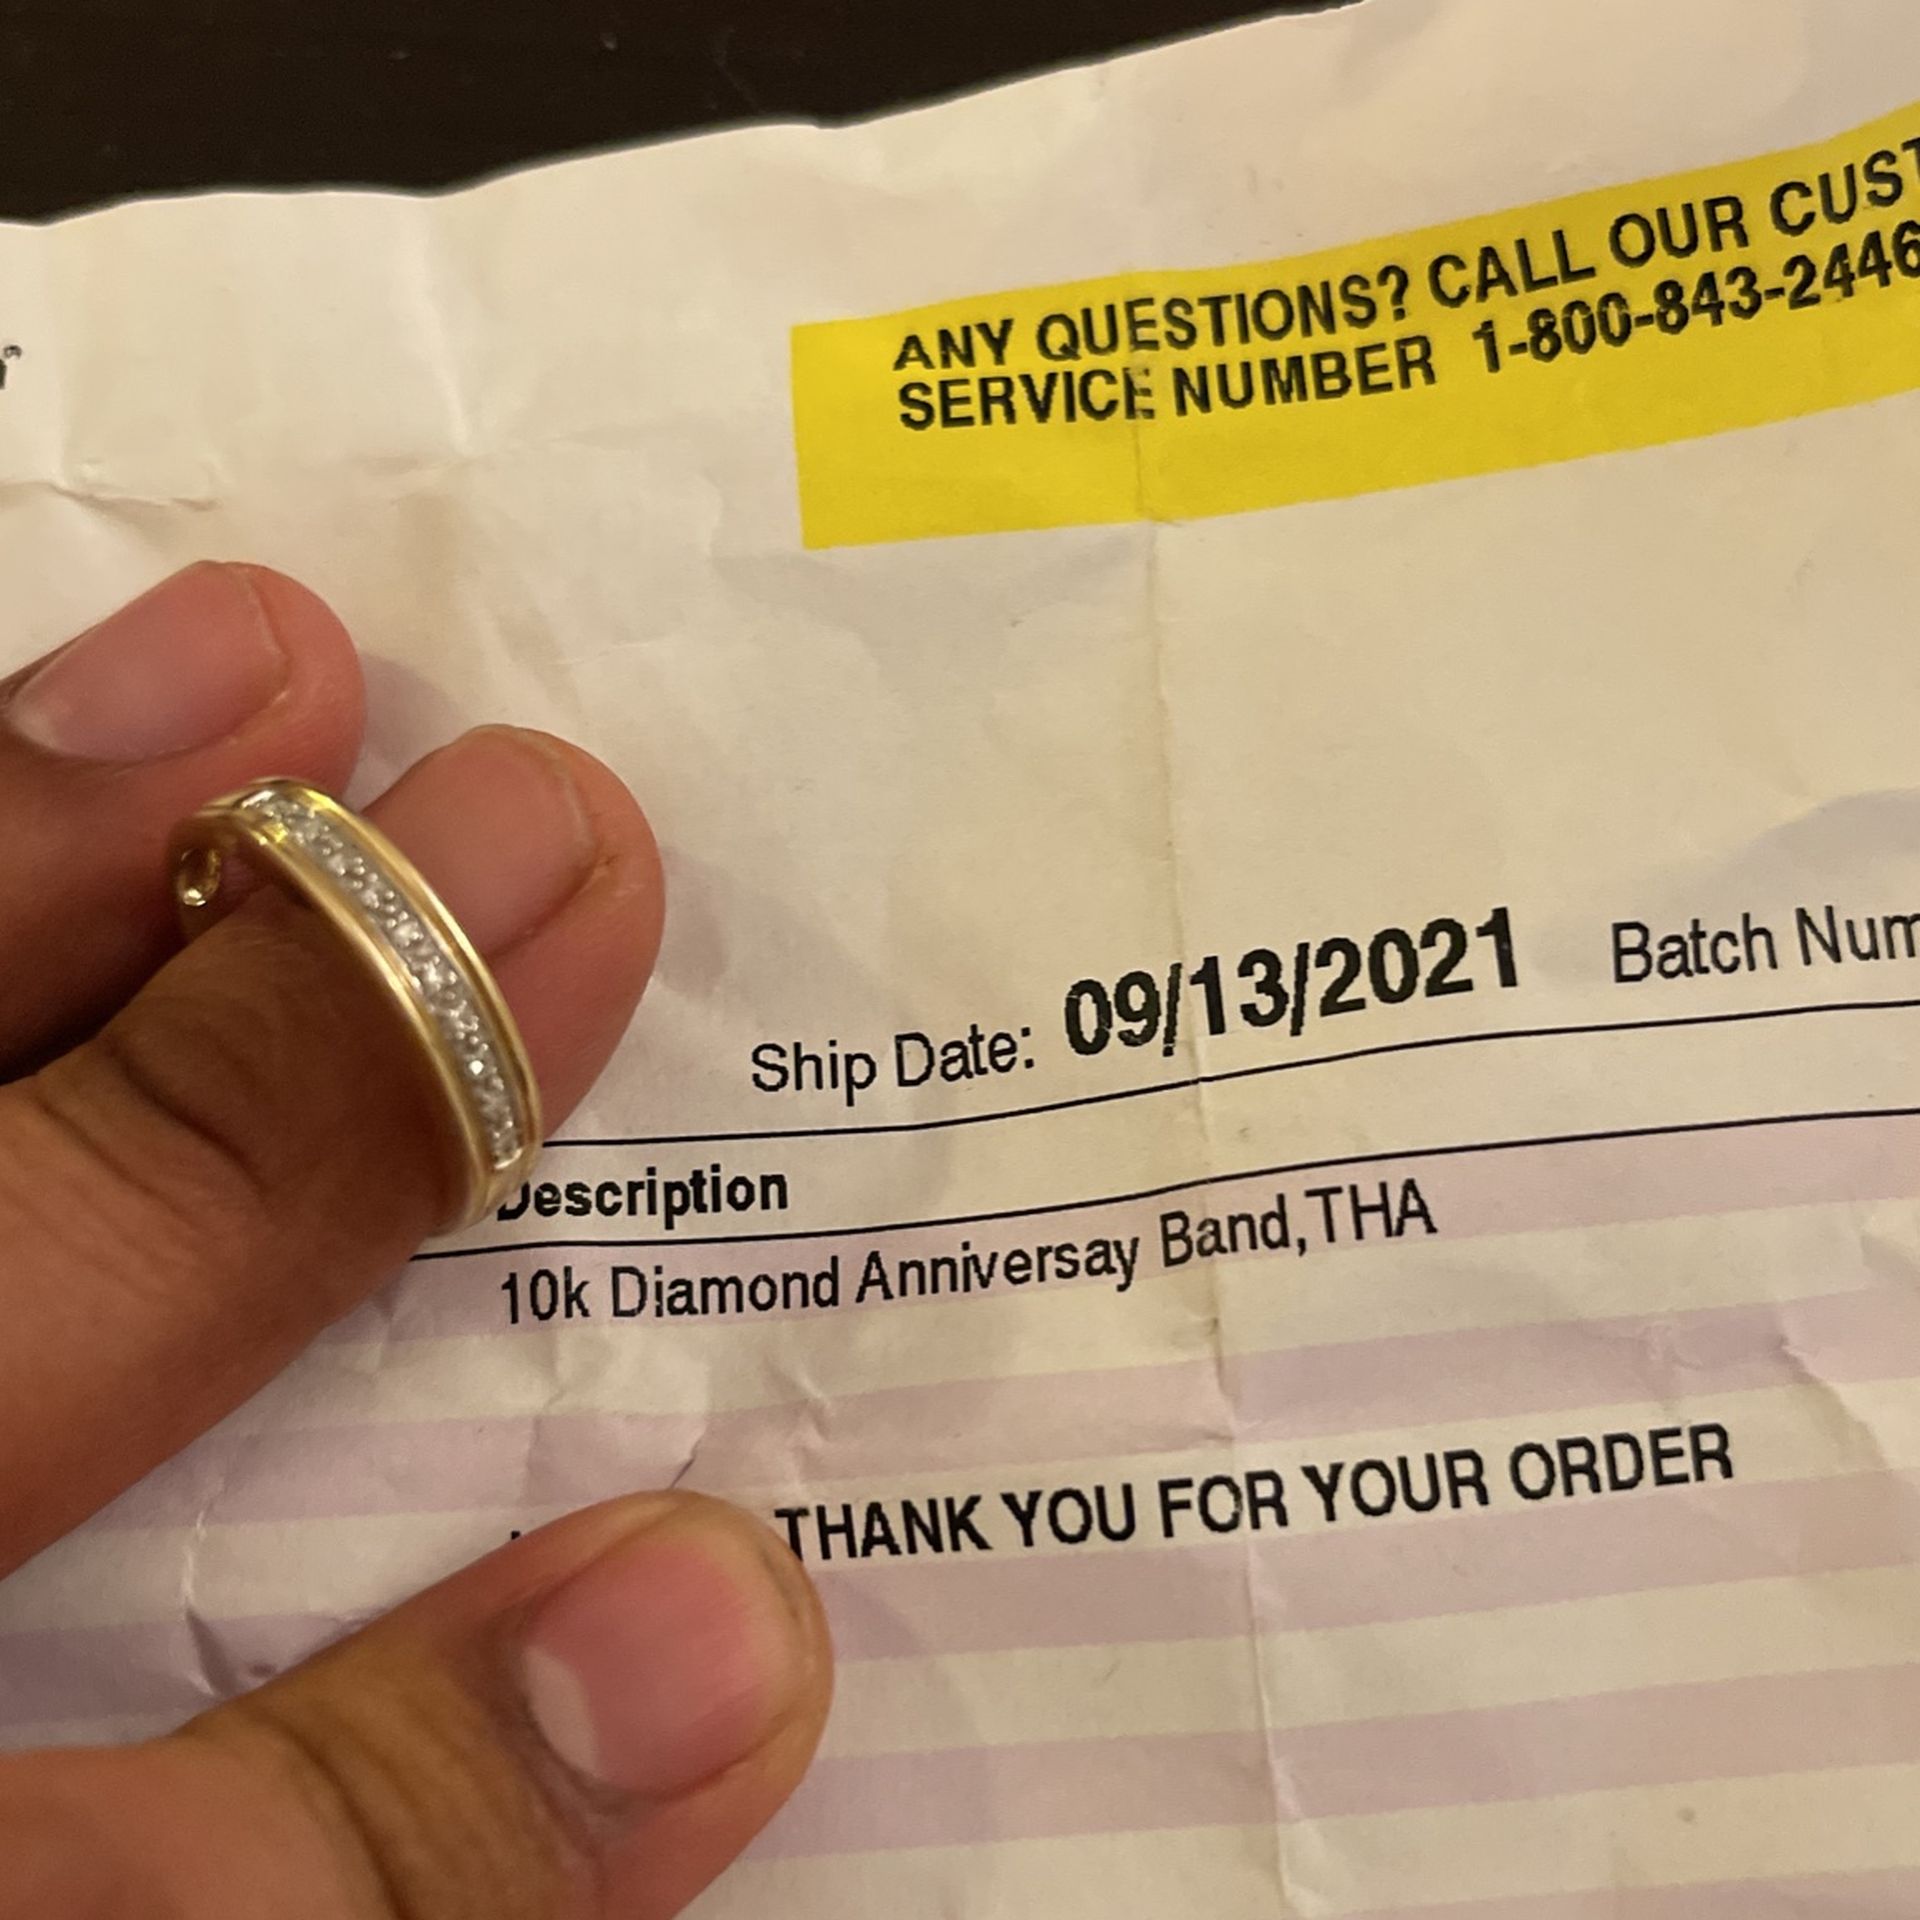 ANY QUESTIONS? CALL OUR CUST
SERVICE NUMBER 1-800-843-2446
Ship Date: 09/13/2021 Batch Num
Description
10k Diamond Anniversay Band,THA
THANK YOU FOR YOUR ORDER